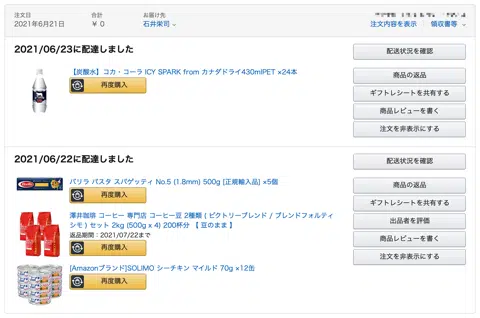 注文日 合計 お届け先
2021年6月21日 ￥ 0 石井栄司 注文内容を表示 領収書等
2021/06/23に配達しました 配送状況を確認
【炭酸水】コカ・コーラ ICY SPARK from カナダドライ430mlPET ×24本
再度購入
商品の返品
ギフトレシートを共有する
商品レビューを書く
注文を非表示にする
2021/06/22に配達しました 配送状況を確認
バリラ パスタ スパゲッティ No.5 (1.8mm) 500g [正規輸入品] ×5個
再度購入
澤井珈琲 コーヒー 専門店 コーヒー豆 2種類 ( ビクトリーブレンド / ブレンドフォルティ
シモ ) セット 2kg (500g x 4) 200杯分 【 豆のまま 】
返品期間：2021/07/22まで
再度購入
[Amazonブランド]SOLIMO シーチキン マイルド 70g ×12缶
再度購入
商品の返品
ギフトレシートを共有する
出品者を評価
商品レビューを書く
注文を非表示にする